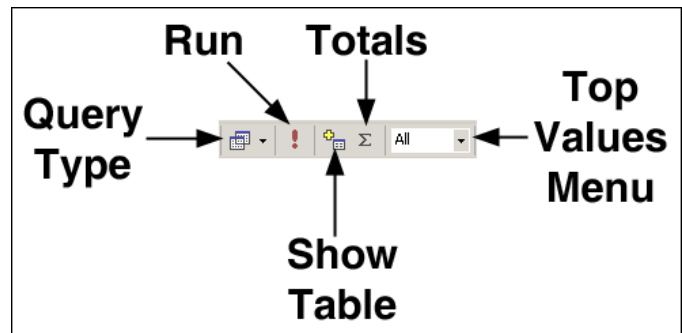 Run
Totals
Query
Type
Σ
All
Top
Values
Menu
Show
Table